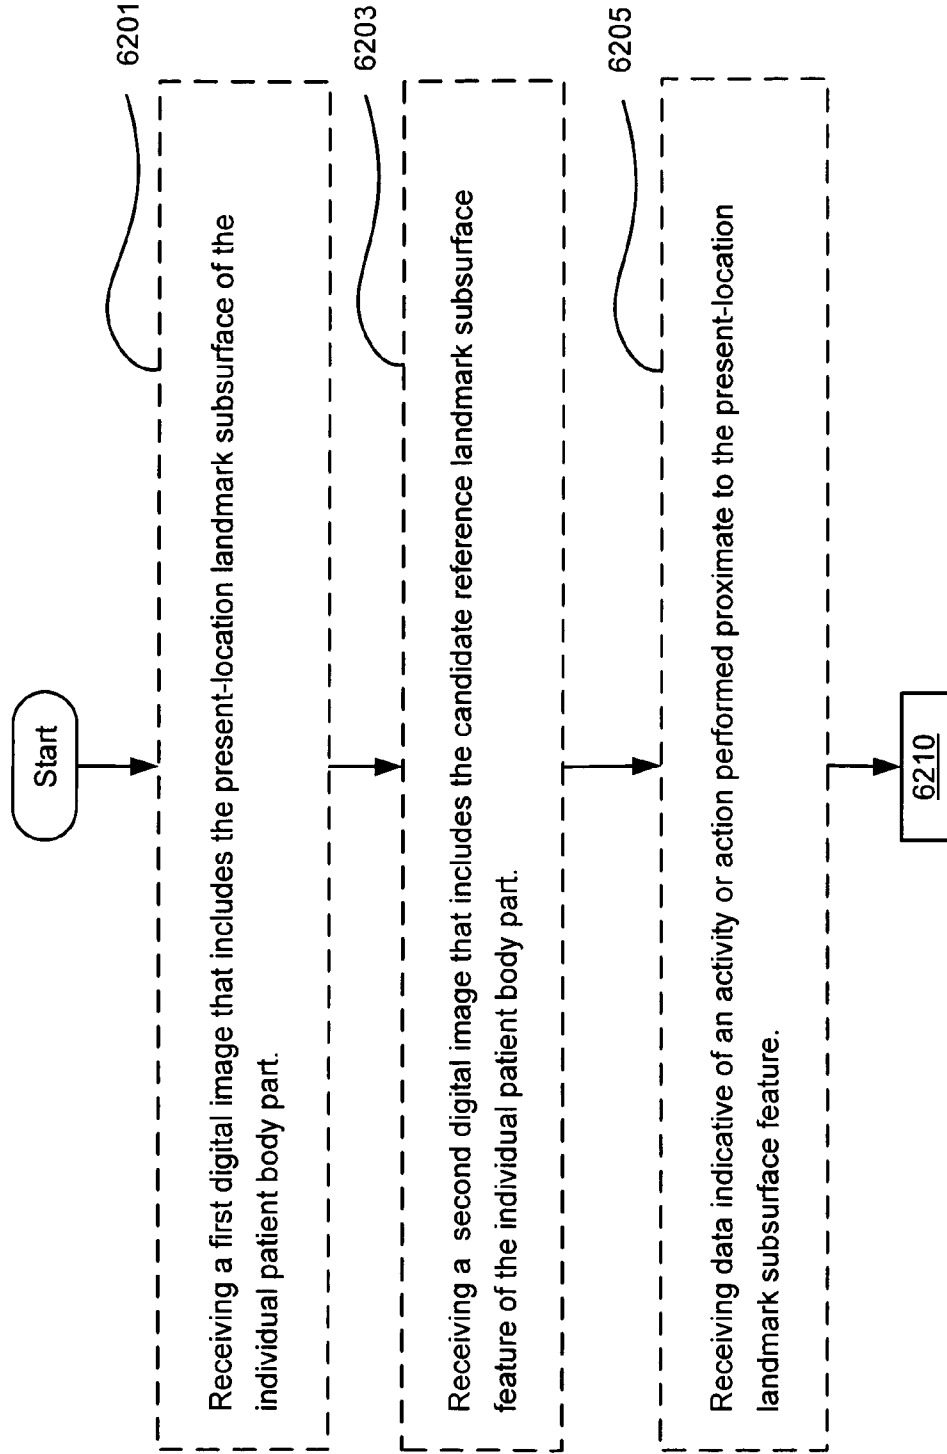 Start
6201
Receiving a first digital image that includes the present-location landmark subsurface of the
individual patient body part.
6203
Receiving a second digital image that includes the candidate reference landmark subsurface
feature of the individual patient body part.
6205
Receiving data indicative of an activity or action performed proximate to the present-location
landmark subsurface feature.
6210